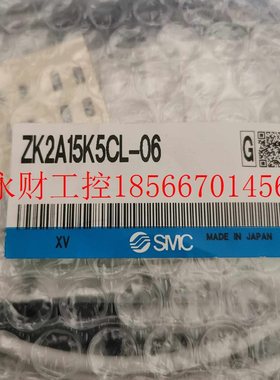 ZK2A15K5CL-06
G
永财工控18566701456
XV
SMC
MADE IN JAPAN